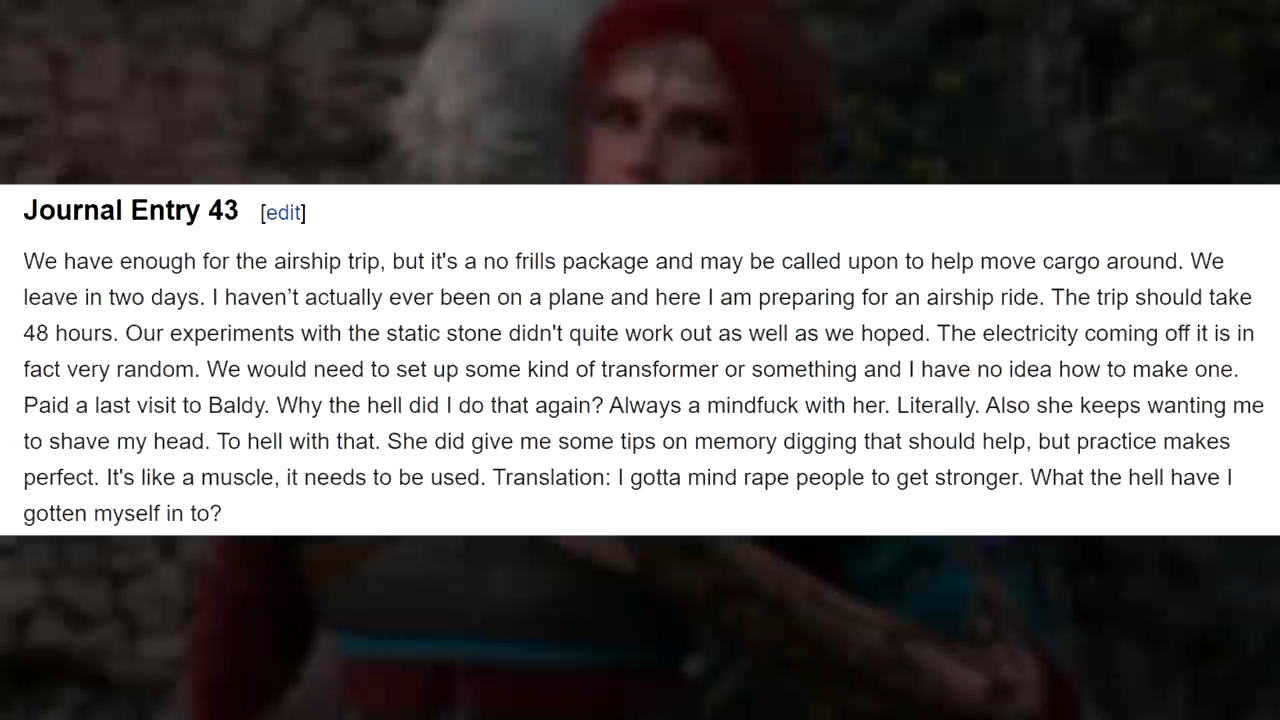 Journal Entry 43 [edit]
We have enough for the airship trip, but it's a no frills package and may be called upon to help move cargo around. We
leave in two days. I haven’t actually ever been on a plane and here I am preparing for an airship ride. The trip should take
48 hours. Our experiments with the static stone didn't quite work out as well as we hoped. The electricity coming off it is in
fact very random. We would need to set up some kind of transformer or something and I have no idea how to make one.
Paid a last visit to Baldy. Why the hell did I do that again? Always a mindfuck with her. Literally. Also she keeps wanting me
to shave my head. To hell with that. She did give me some tips on memory digging that should help, but practice makes
perfect. It's like a muscle, it needs to be used. Translation: I gotta mind rape people to get stronger. What the hell have I
gotten myself in to?